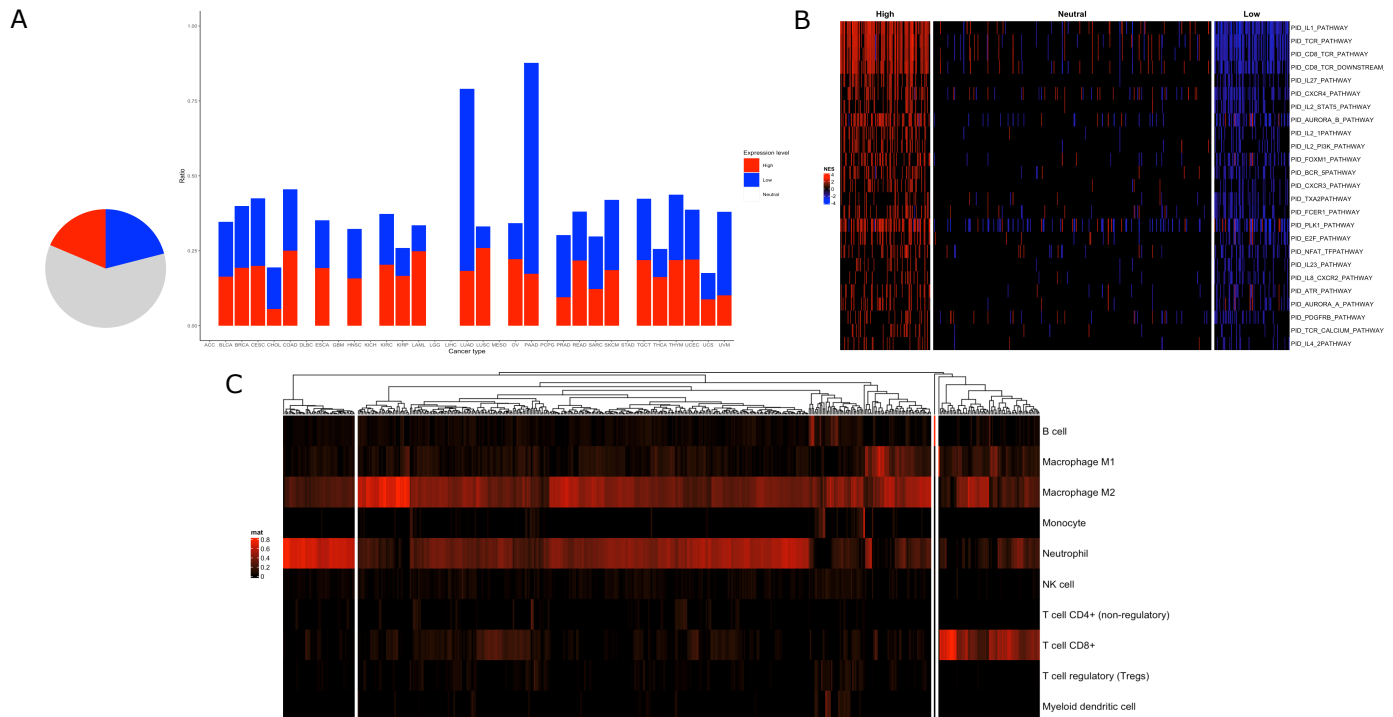 A
1.00
0.75
0.50
0.25
0.00
Ratio
ACC BLCA BRCA CESC CHOL COAD DLBC ESCA GBM HNSC KICH KIRC KIRP LAML LGG LIHC LUAD LUSC MESO OV PAAD PCPG PRAD READ SARC SKCM STAD TGCT THCA THYM UCEC UCS UVM
Cancer type
Expression level
High
Low
Neutral
B
High Neutral Low
NES
4
2
0
-2
-4
PID_IL1_PATHWAY
PID_TCR_PATHWAY
PID_CD8_TCR_PATHWAY
PID_CD8_TCR_DOWNSTREAM
PID_IL27_PATHWAY
PID_CXCR4_PATHWAY
PID_IL2_STAT5_PATHWAY
PID_AURORA_B_PATHWAY
PID_IL2_1PATHWAY
PID_IL2_PI3K_PATHWAY
PID_FOXM1_PATHWAY
PID_BCR_5PATHWAY
PID_CXCR3_PATHWAY
PID_TXA2PATHWAY
PID_FCER1_PATHWAY
PID_PLK1_PATHWAY
PID_E2F_PATHWAY
PID_NFAT_TFPATHWAY
PID_IL23_PATHWAY
PID_IL8_CXCR2_PATHWAY
PID_ATR_PATHWAY
PID_AURORA_A_PATHWAY
PID_PDGFRB_PATHWAY
PID_TCR_CALCIUM_PATHWAY
PID_IL4_2PATHWAY
C
mat
0.8
0.6
0.4
0.2
0
B cell
Macrophage M1
Macrophage M2
Monocyte
Neutrophil
NK cell
T cell CD4+ (non-regulatory)
T cell CD8+
T cell regulatory (Tregs)
Myeloid dendritic cell